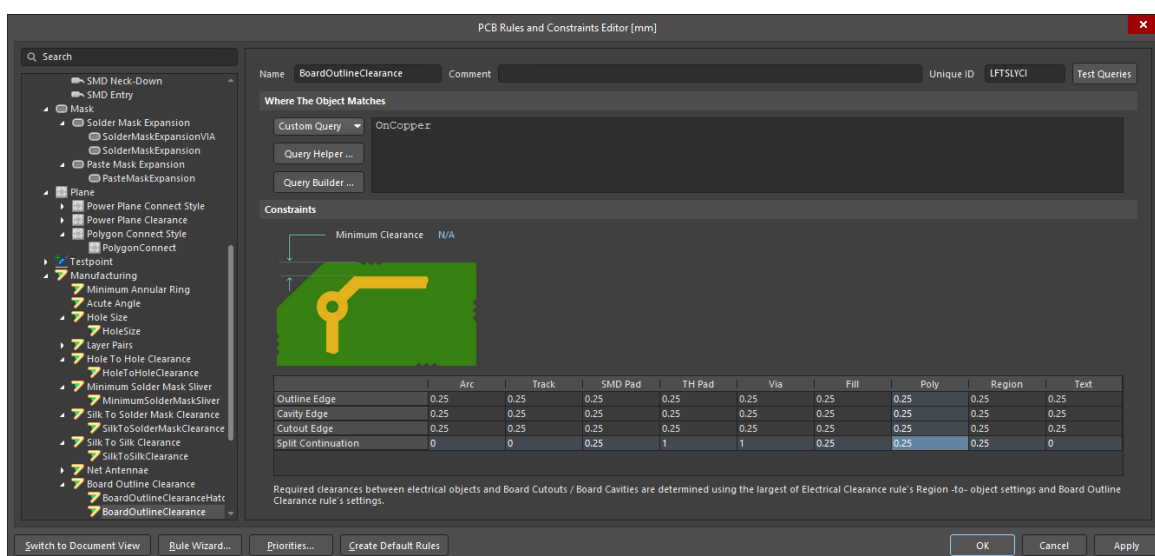 PCB Rules and Constraints Editor [mm]
Search
SMD Neck-Down
SMD Entry
Mask
Solder Mask Expansion
SolderMaskExpansionVIA
SolderMaskExpansion
Paste Mask Expansion
PasteMaskExpansion
Plane
Power Plane Connect Style
Power Plane Clearance
Polygon Connect Style
PolygonConnect
Testpoint
Manufacturing
Minimum Annular Ring
Acute Angle
Hole Size
HoleSize
Layer Pairs
Hole To Hole Clearance
HoleToHoleClearance
Minimum Solder Mask Sliver
MinimumSolderMaskSliver
Silk To Solder Mask Clearance
SilkToSolderMaskClearance
Silk To Silk Clearance
SilkToSilkClearance
Net Antennae
Board Outline Clearance
BoardOutlineClearanceHatc
BoardOutlineClearance
Name BoardOutlineClearance Comment Unique ID LFTSLYCI Test Queries
Where The Object Matches
Custom Query OnCopper
Query Helper ...
Query Builder ...
Constraints
Minimum Clearance N/A
Arc Track SMD Pad TH Pad Via Fill Poly Region Text
Outline Edge 0.25 0.25 0.25 0.25 0.25 0.25 0.25 0.25 0.25
Cavity Edge 0.25 0.25 0.25 0.25 0.25 0.25 0.25 0.25 0.25
Cutout Edge 0.25 0.25 0.25 0.25 0.25 0.25 0.25 0.25 0.25
Split Continuation 0 0 0.25 1 1 0.25 0.25 0.25 0
Required clearances between electrical objects and Board Cutouts / Board Cavities are determined using the largest of Electrical Clearance rule's Region -to- object settings and Board Outline
Clearance rule's settings.
Switch to Document View Rule Wizard... Priorities... Create Default Rules OK Cancel Apply